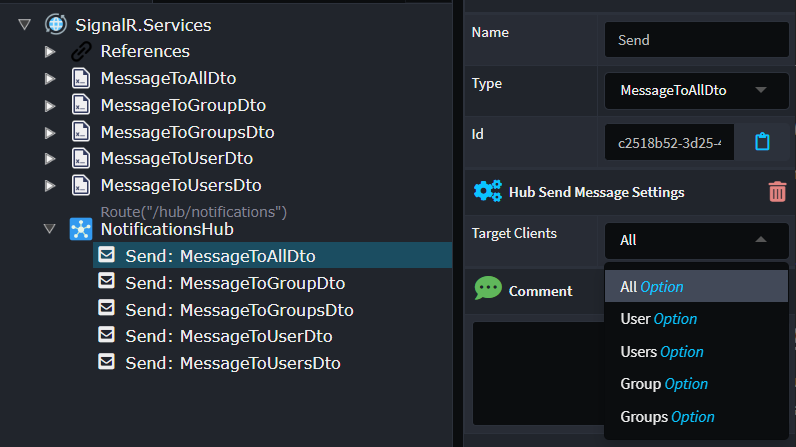 SignalR.Services
References
MessageToAllDto
MessageToGroupDto
MessageToGroupsDto
MessageToUserDto
MessageToUsersDto
Route("/hub/notifications")
NotificationsHub
Send: MessageToAllDto
Send: MessageToGroupDto
Send: MessageToGroupsDto
Send: MessageToUserDto
Send: MessageToUsersDto
Name
Send
Type
MessageToAllDto
Id
c2518b52-3d25-4
Hub Send Message Settings
Target Clients
All
All Option
User Option
Users Option
Group Option
Groups Option
Comment